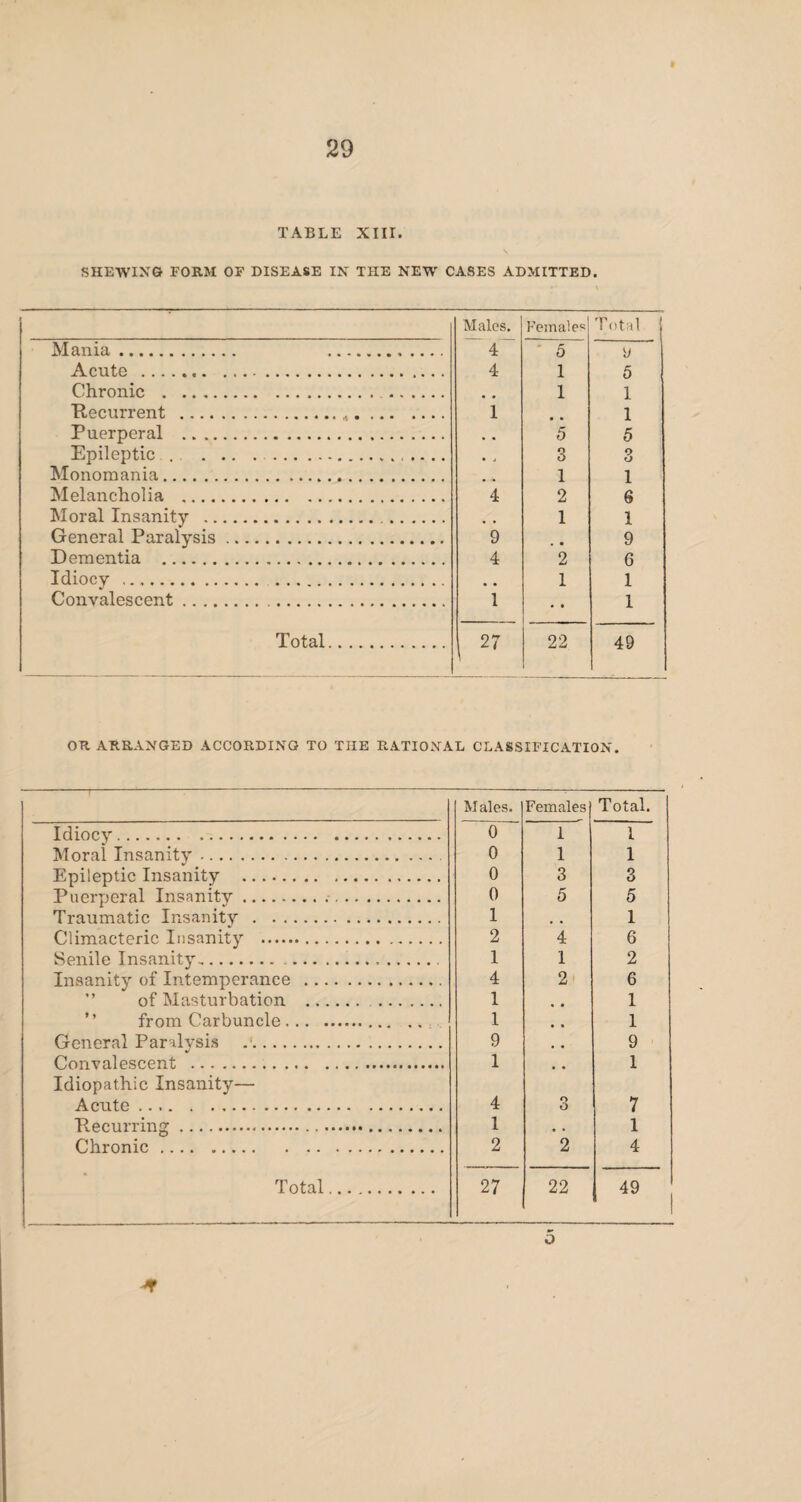 29
TABLE XIII.
SHEWING FORM OF DISEASE IN THE NEW CASES ADMITTED.
Males. Females Total
Mania 4 5 9
Acute 4 1 5
Chronic .. 1 1
Recurrent 1 .. 1
Puerperal .. 5 5
Epileptic .. 3 3
Monomania .. 1 1
Melancholia 4 2 6
Moral Insanity .. 1 1
General Paralysis 9 .. 9
Dementia 4 2 6
Idiocy .. 1 1
Convalescent 1 .. 1
Total 27 22 49
OR ARRANGED ACCORDING TO THE RATIONAL CLASSIFICATION.
Males. Females Total.
Idiocy 0 1 1
Moral Insanity 0 1 1
Epileptic Insanity 0 3 3
Puerperal Insanity 0 5 5
Traumatic Insanity 1 .. 1
Climacteric Insanity 2 4 6
Senile Insanity 1 1 2
Insanity of Intemperance 4 2 6
" of Masturbation 1 .. 1
" from Carbuncle 1 .. 1
General Paralysis 9 .. 9
Convalescent 1 .. 1
Idiopathic Insanity—
Acute 4 3 7
Recurring 1 .. 1
Chronic 2 2 4
Total 27 22 49
5